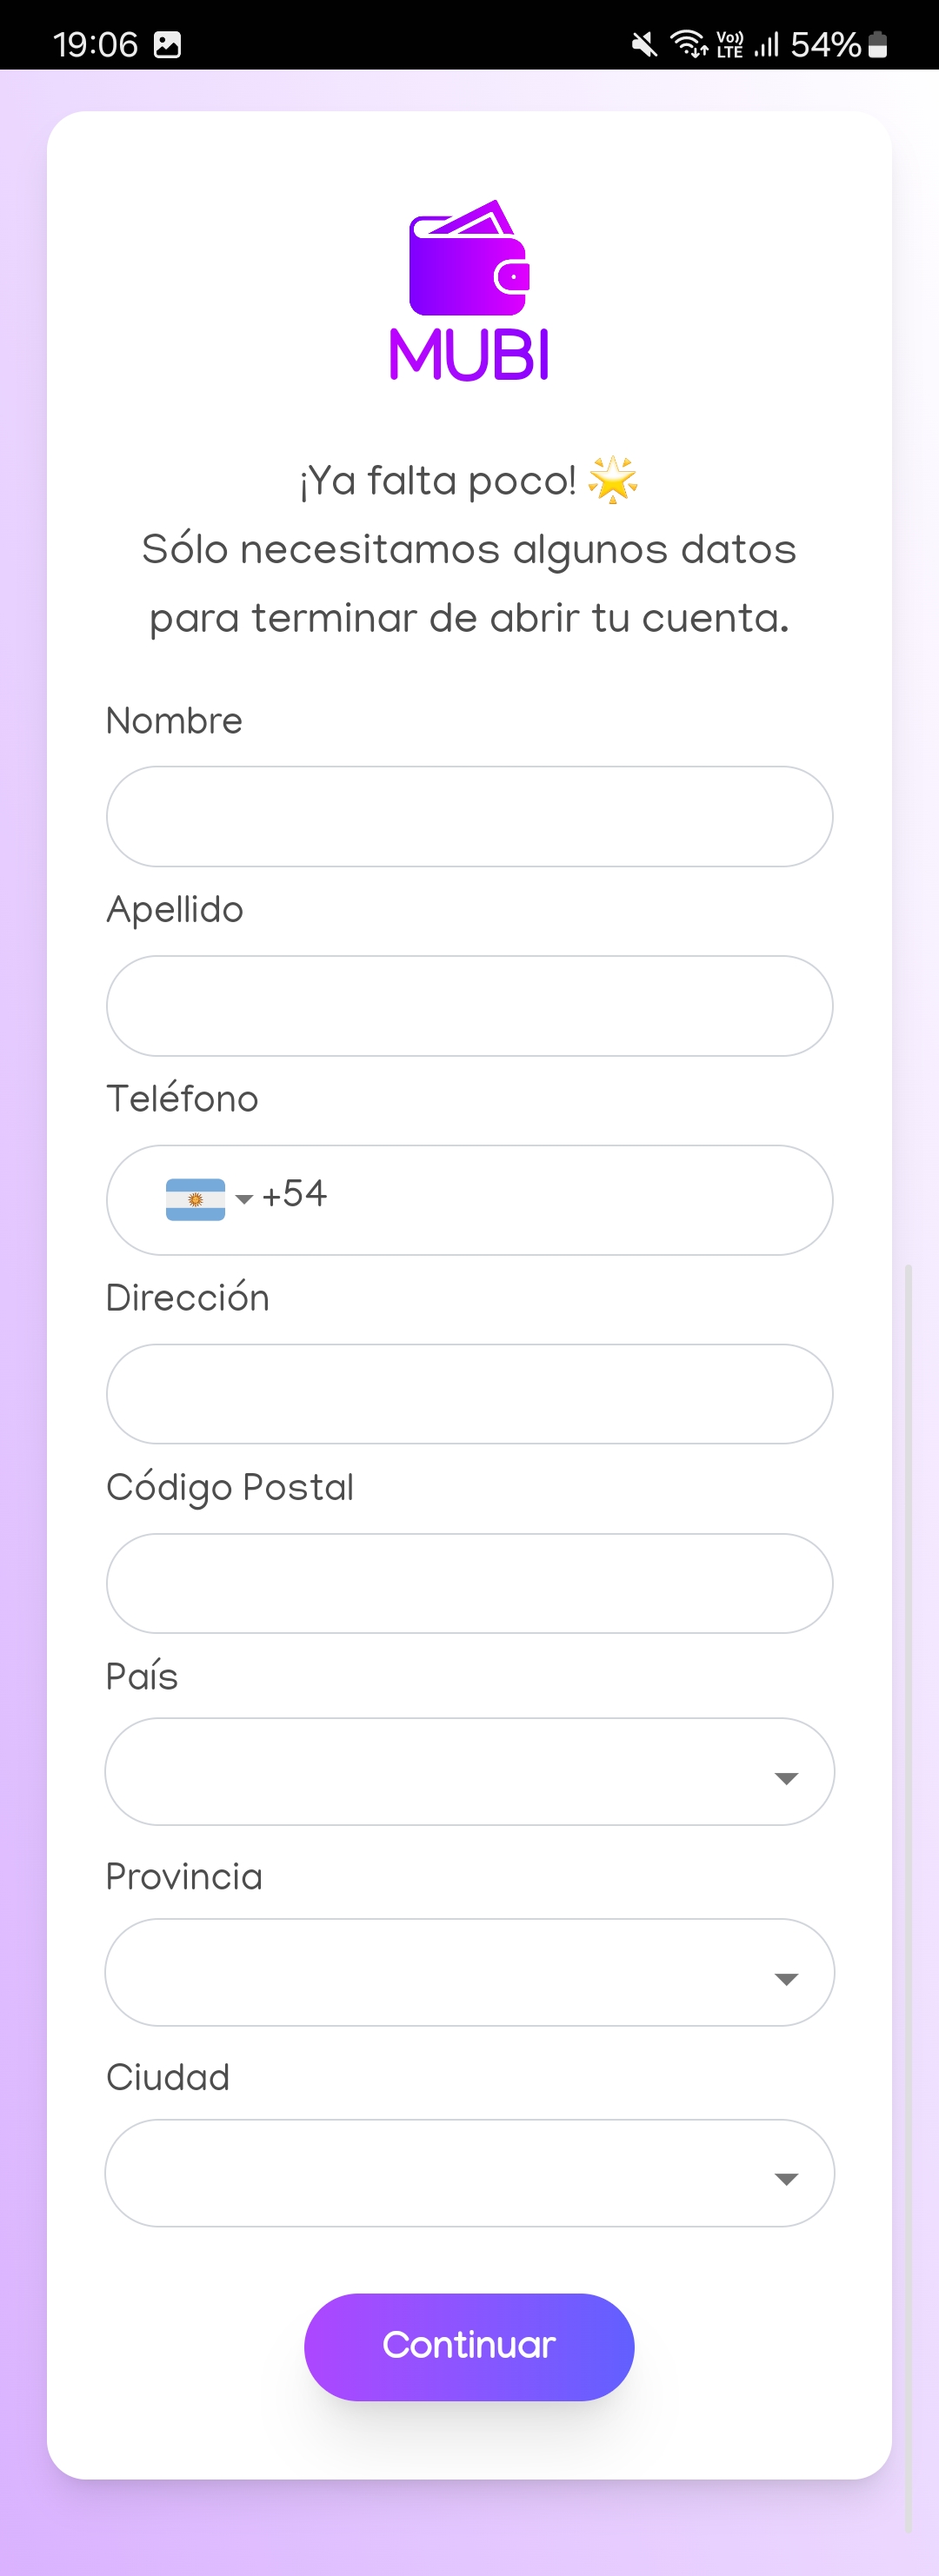 19:06 Vo)) LTE 54%
MUBI
¡Ya falta poco! 🌟
Sólo necesitamos algunos datos
para terminar de abrir tu cuenta.
Nombre
Apellido
Teléfono
+54
Dirección
Código Postal
País
Provincia
Ciudad
Continuar